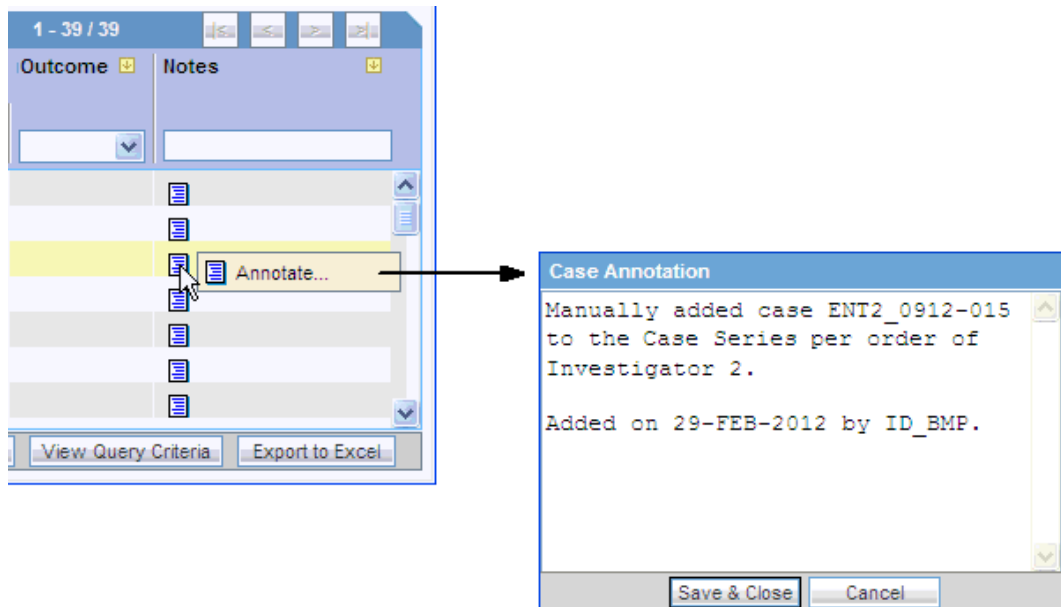 1 - 39 / 39
Outcome Notes
Annotate...
View Query Criteria Export to Excel
Case Annotation
Manually added case ENT2_0912-015
to the Case Series per order of
Investigator 2.
Added on 29-FEB-2012 by ID_BMP.
Save & Close Cancel